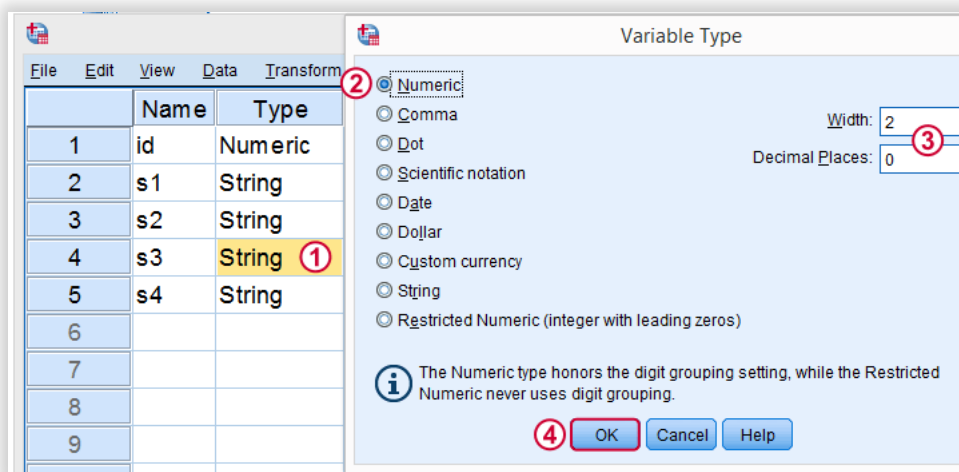 File Edit View Data Transform
Name Type
1 id Numeric
2 s1 String
3 s2 String
4 s3 String 1
5 s4 String
6
7
8
9
Variable Type
2 Numeric
Comma
Dot
Scientific notation
Date
Dollar
Custom currency
String
Restricted Numeric (integer with leading zeros)
Width: 2
3
Decimal Places: 0
i The Numeric type honors the digit grouping setting, while the Restricted
Numeric never uses digit grouping.
4 OK Cancel Help